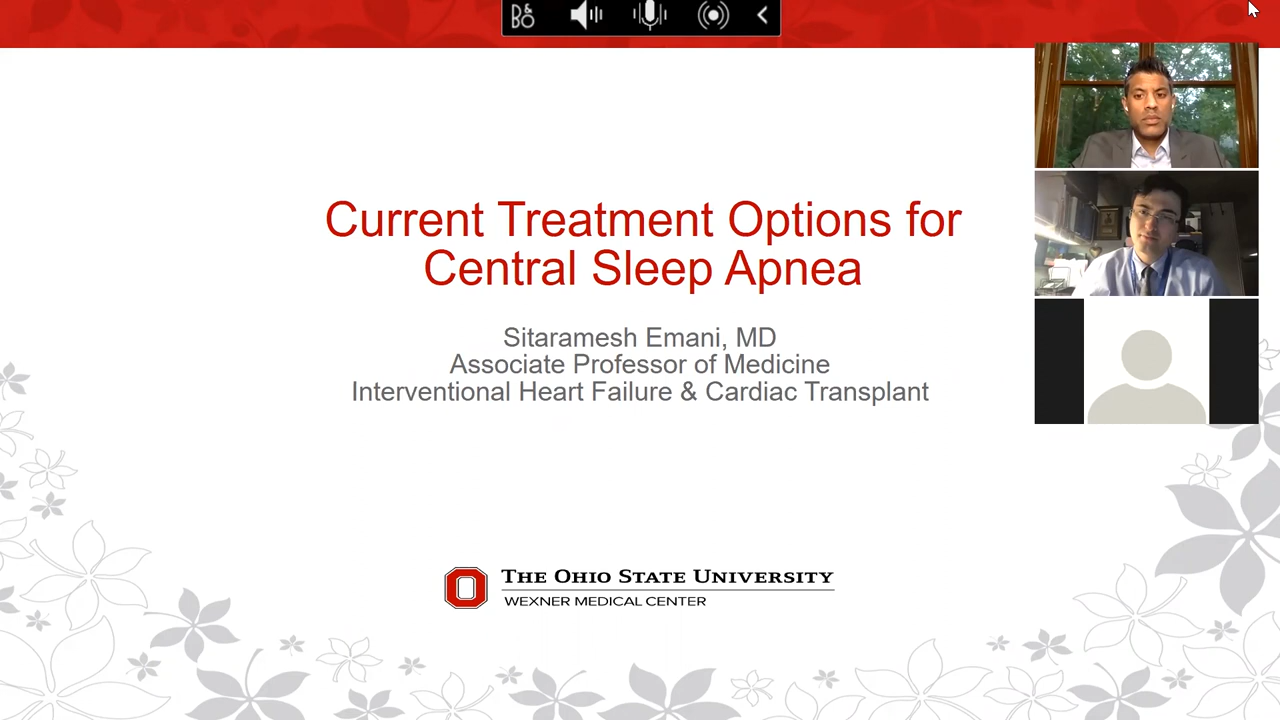 B&O
Current Treatment Options for
Central Sleep Apnea
Sitaramesh Emani, MD
Associate Professor of Medicine
Interventional Heart Failure & Cardiac Transplant
THE OHIO STATE UNIVERSITY
WEXNER MEDICAL CENTER